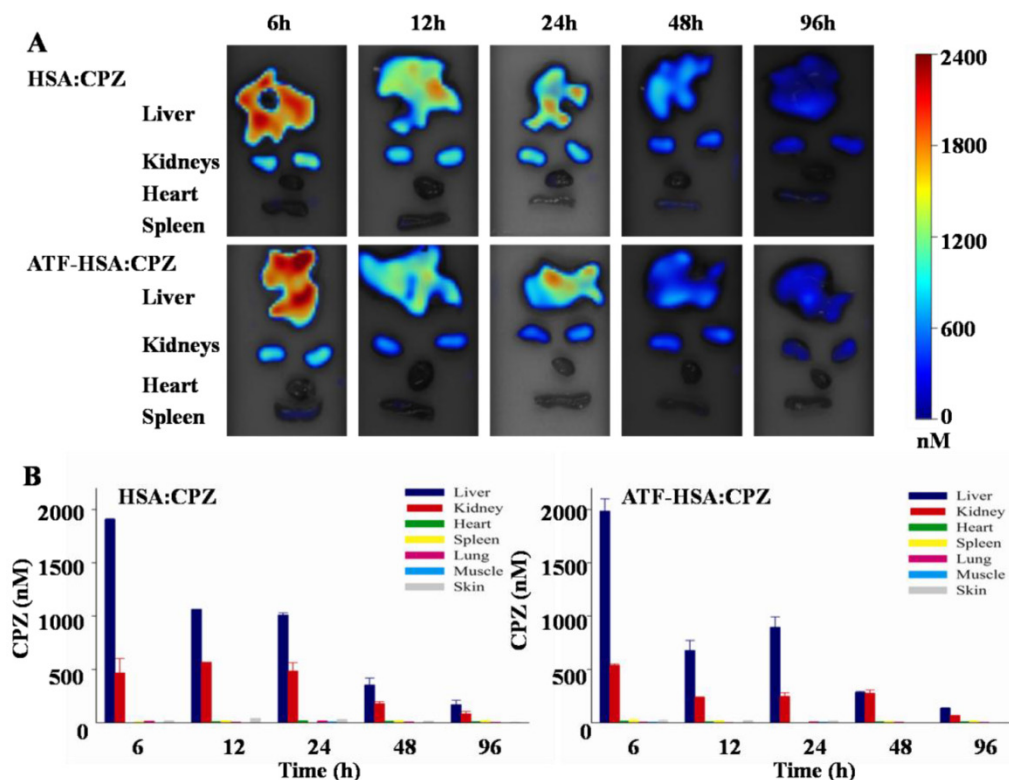 6h 12h 24h 48h 96h
A
HSA:CPZ
Liver
Kidneys
Heart
Spleen
ATF-HSA:CPZ
Liver
Kidneys
Heart
Spleen
2400
1800
1200
600
0
nM
B
HSA:CPZ
Liver
Kidney
Heart
Spleen
Lung
Muscle
Skin
2000
1500
1000
500
0
CPZ (nM)
6 12 24 48 96
Time (h)
ATF-HSA:CPZ
Liver
Kidney
Heart
Spleen
Lung
Muscle
Skin
2000
1500
1000
500
0
CPZ (nM)
6 12 24 48 96
Time (h)